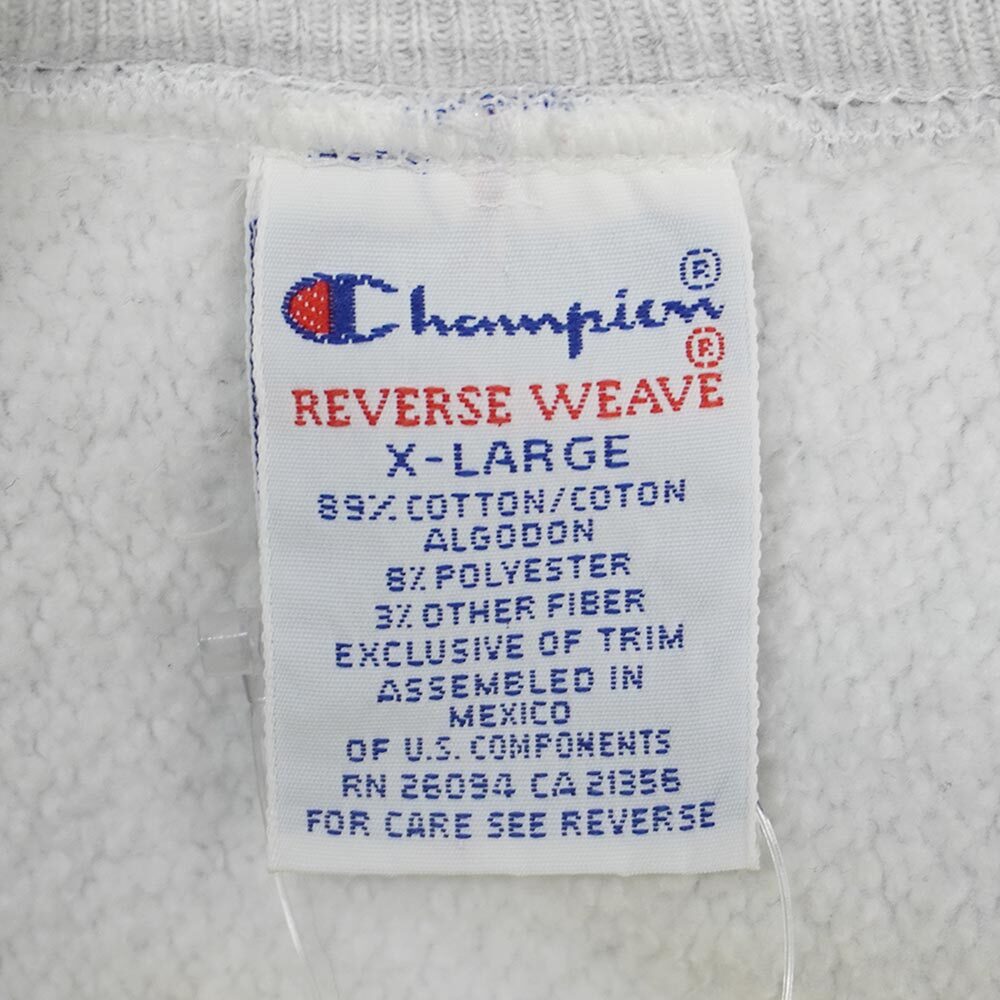 Champion®
REVERSE WEAVE®
X-LARGE
89% COTTON/COTON
ALGODON
8% POLYESTER
3% OTHER FIBER
EXCLUSIVE OF TRIM
ASSEMBLED IN
MEXICO
OF U.S. COMPONENTS
RN 26094 CA 21356
FOR CARE SEE REVERSE